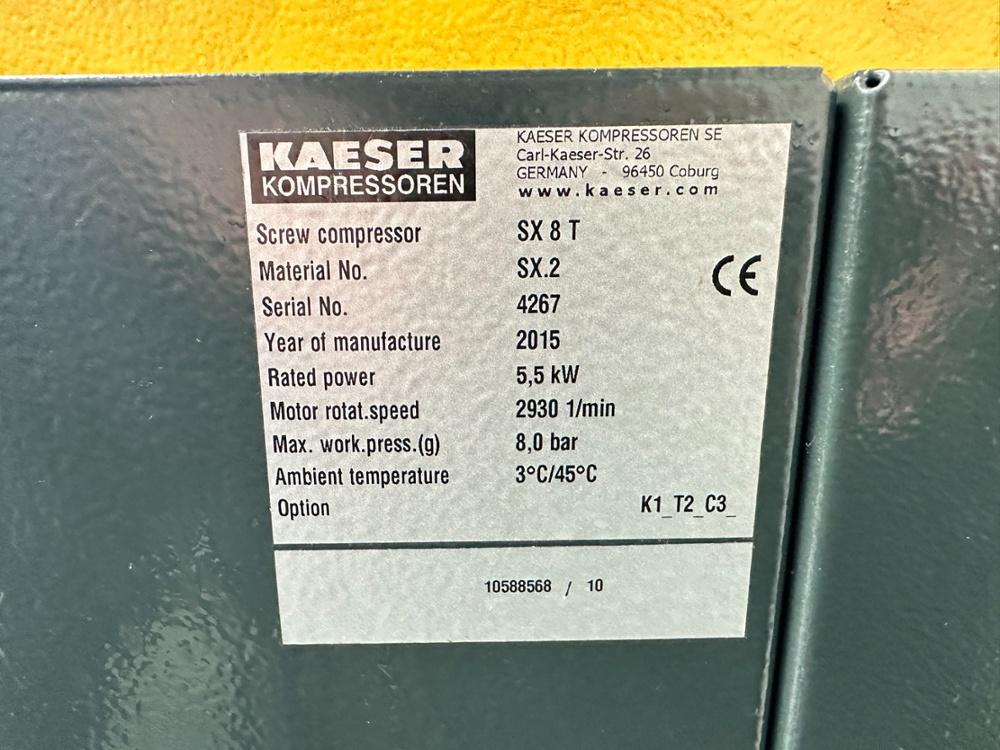 KAESER
KOMPRESSOREN
KAESER KOMPRESSOREN SE
Carl-Kaeser-Str. 26
GERMANY - 96450 Coburg
www.kaeser.com
Screw compressor SX 8 T
Material No. SX.2
CE
Serial No. 4267
Year of manufacture 2015
Rated power 5,5 kW
Motor rotat.speed 2930 1/min
Max. work.press.(g) 8,0 bar
Ambient temperature 3°C/45°C
Option K1_T2_C3_
10588568 / 10